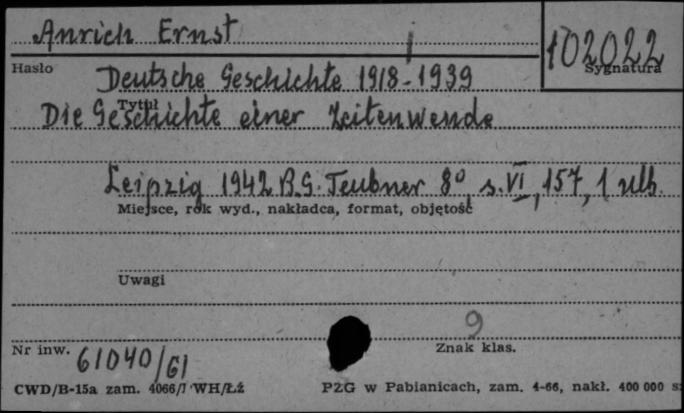 Anrich Ernst
102022
Hasło
Sygnatura
Deutsche Geschichte 1918-1939
Tytuł
Die Geschichte einer Zeitenwende
Leipzig 1942 B.G. Teubner 8° s. VI, 157, 1 nlb.
Miejsce, rok wyd., nakładca, format, objętość
Uwagi
9
Nr inw. 61040/61
Znak klas.
CWD/B-15a zam. 4066/ WH/Łź
PZG w Pabianicach, zam. 4-66, nakł. 400 000